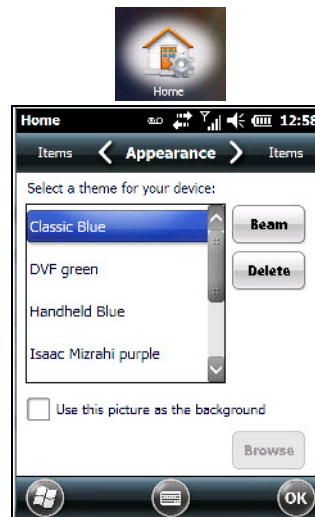 Home
Home 12:58
Items Appearance Items
Select a theme for your device:
Classic Blue
Beam
DVF green
Delete
Handheld Blue
Isaac Mizrahi purple
Use this picture as the background
Browse
OK